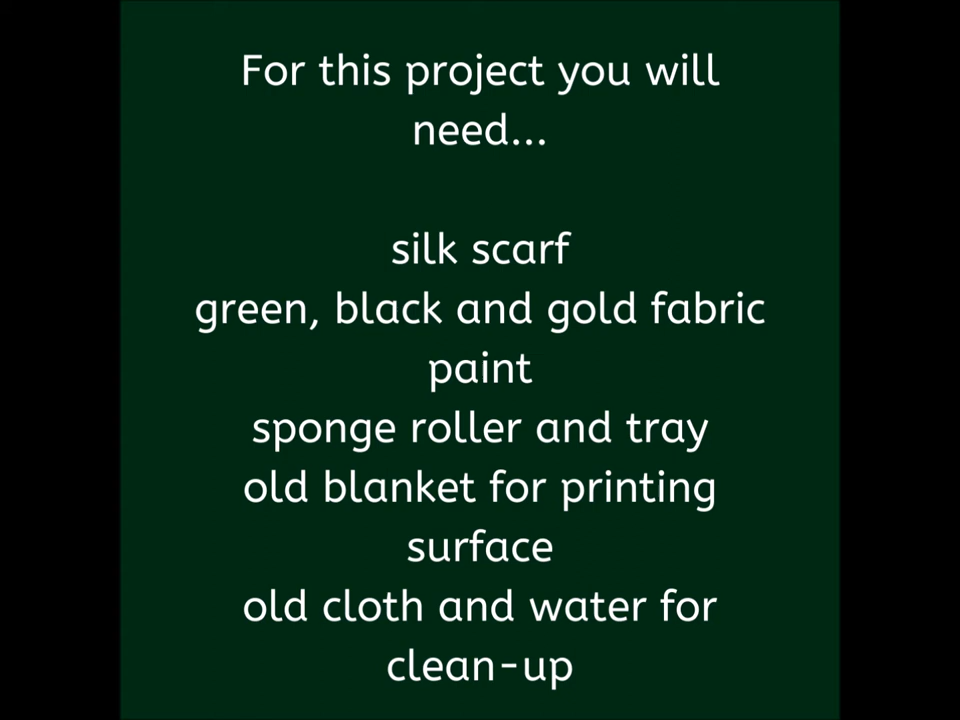 For this project you will
need...
silk scarf
green, black and gold fabric
paint
sponge roller and tray
old blanket for printing
surface
old cloth and water for
clean-up